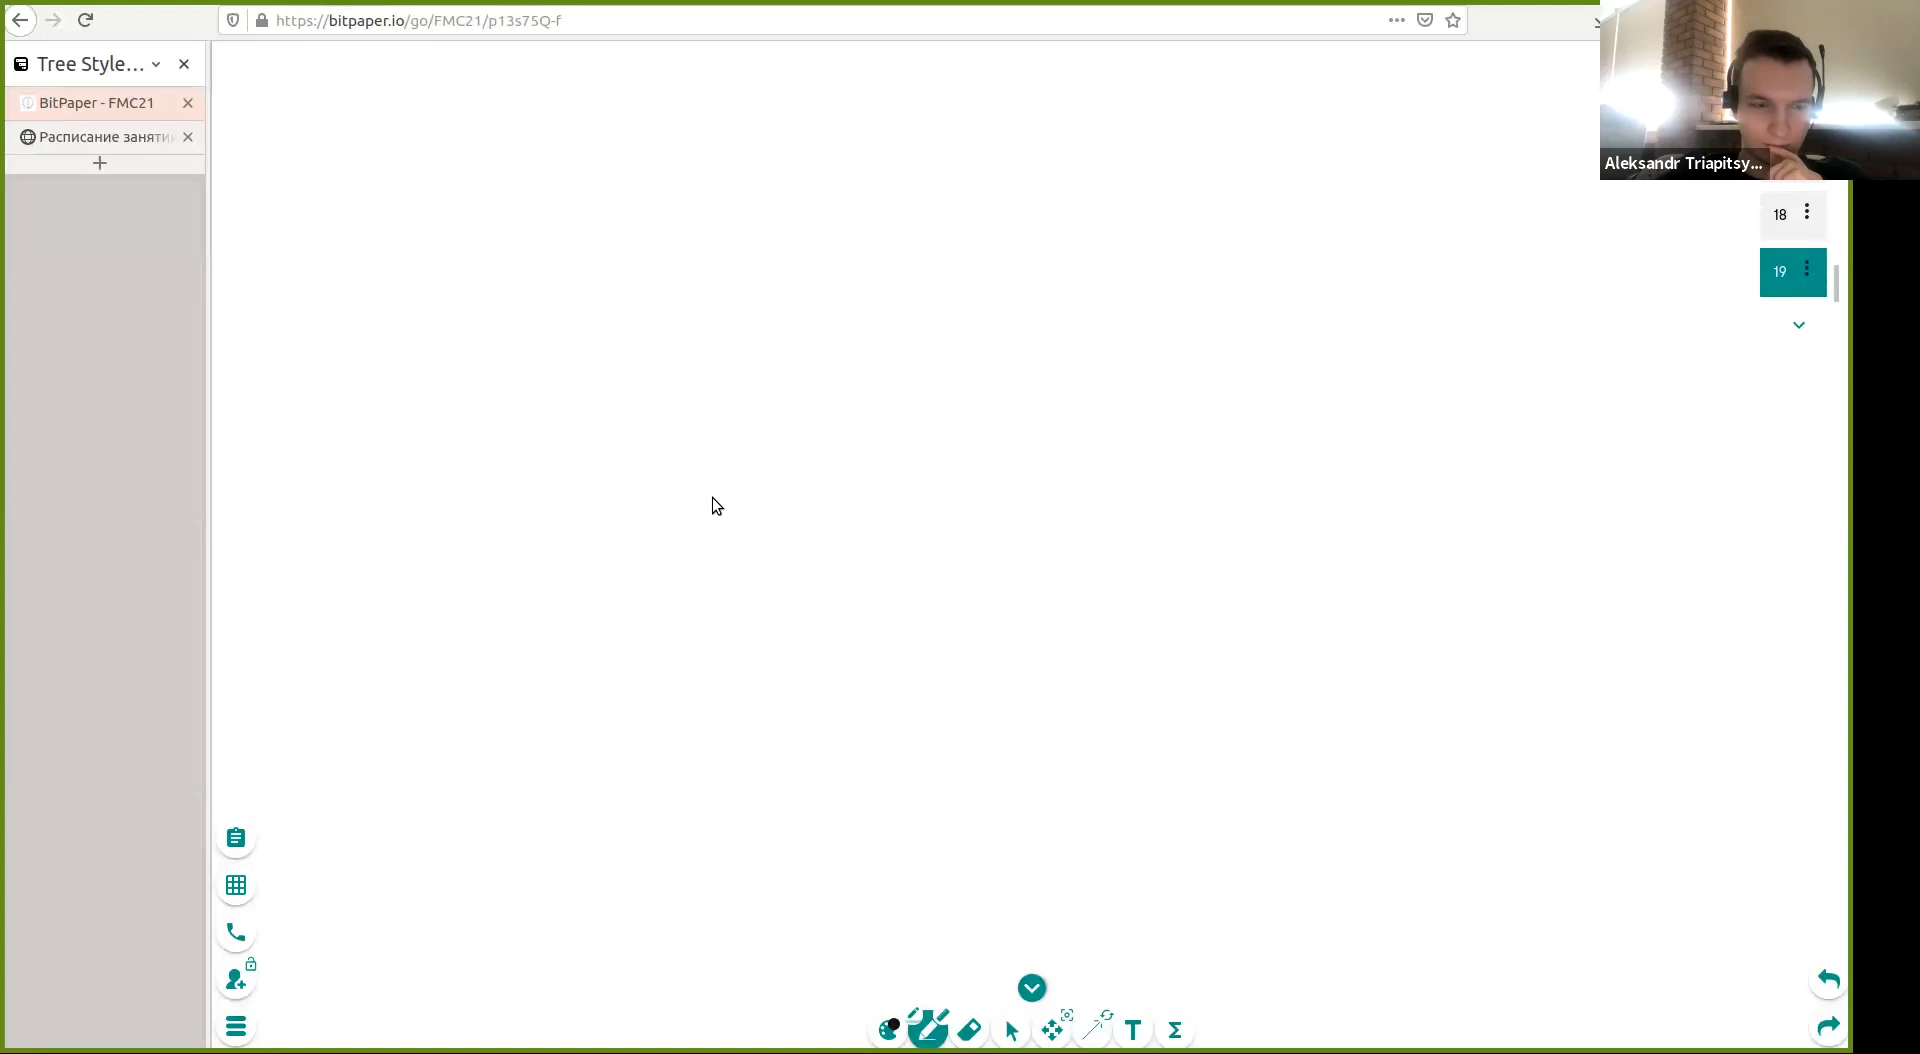 https://bitpaper.io/go/FMC21/p13s75Q-f
Tree Style...
BitPaper - FMC21
Расписание заняти
Aleksandr Triapitsy...
18
19